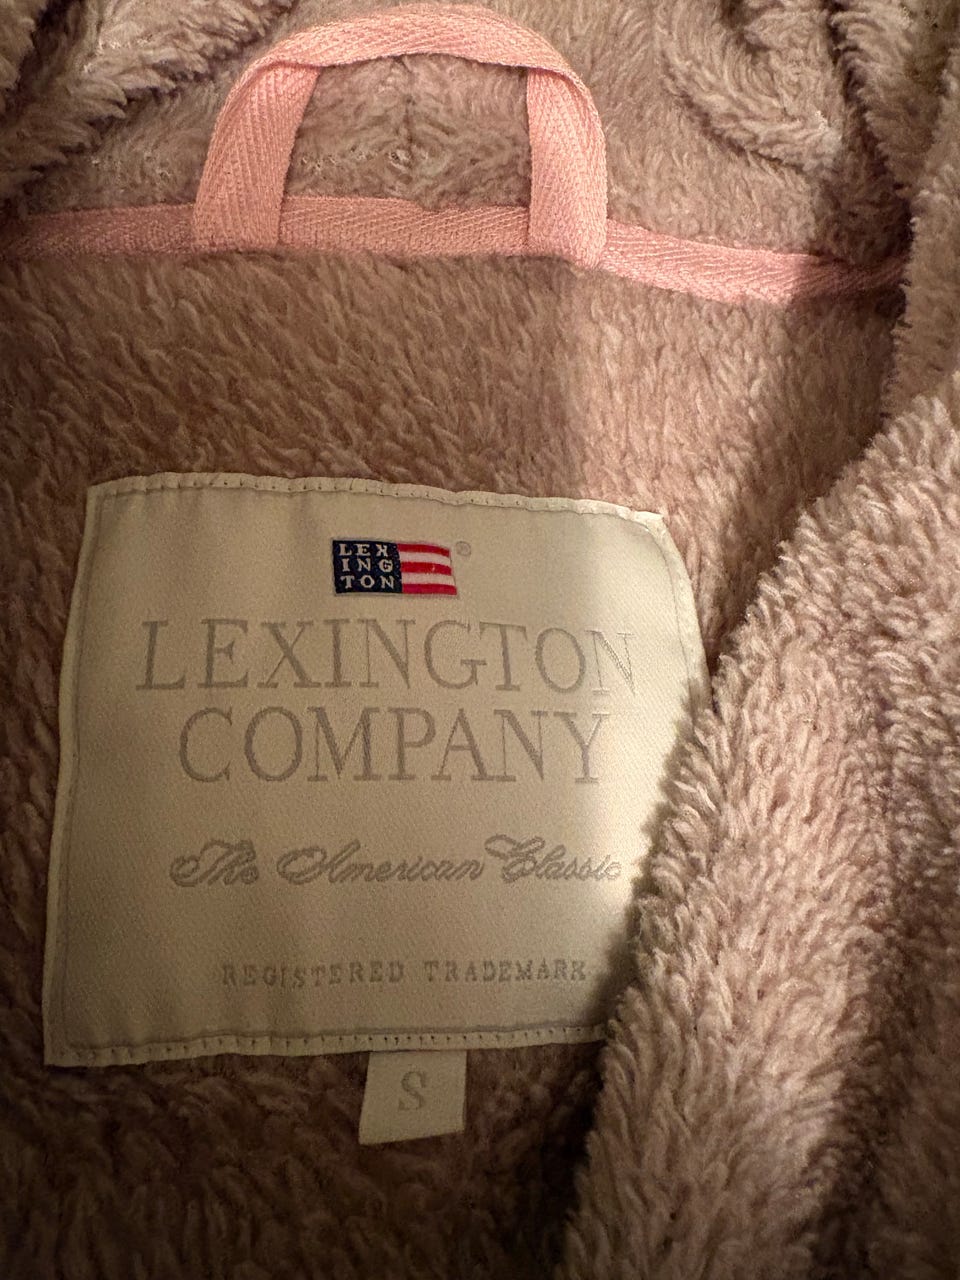 LEX
ING
TON
®
LEXINGTON
COMPANY
The American Classic
REGISTERED TRADEMARK
S